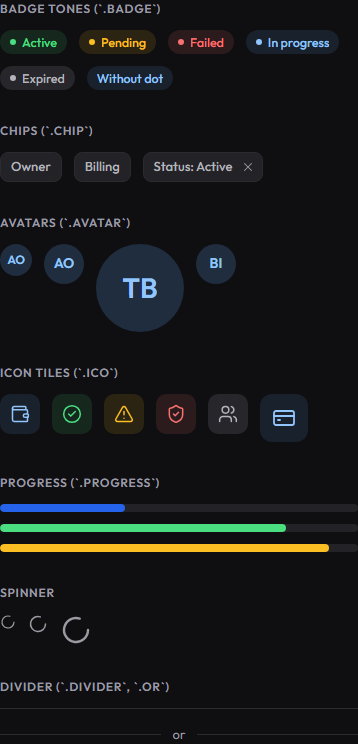 BADGE TONES (`.BADGE`)
Active Pending Failed In progress
Expired Without dot
CHIPS (`.CHIP`)
Owner Billing Status: Active
AVATARS (`.AVATAR`)
AO AO TB BI
ICON TILES (`.ICO`)
PROGRESS (`.PROGRESS`)
SPINNER
DIVIDER (`.DIVIDER`, `.OR`)
or